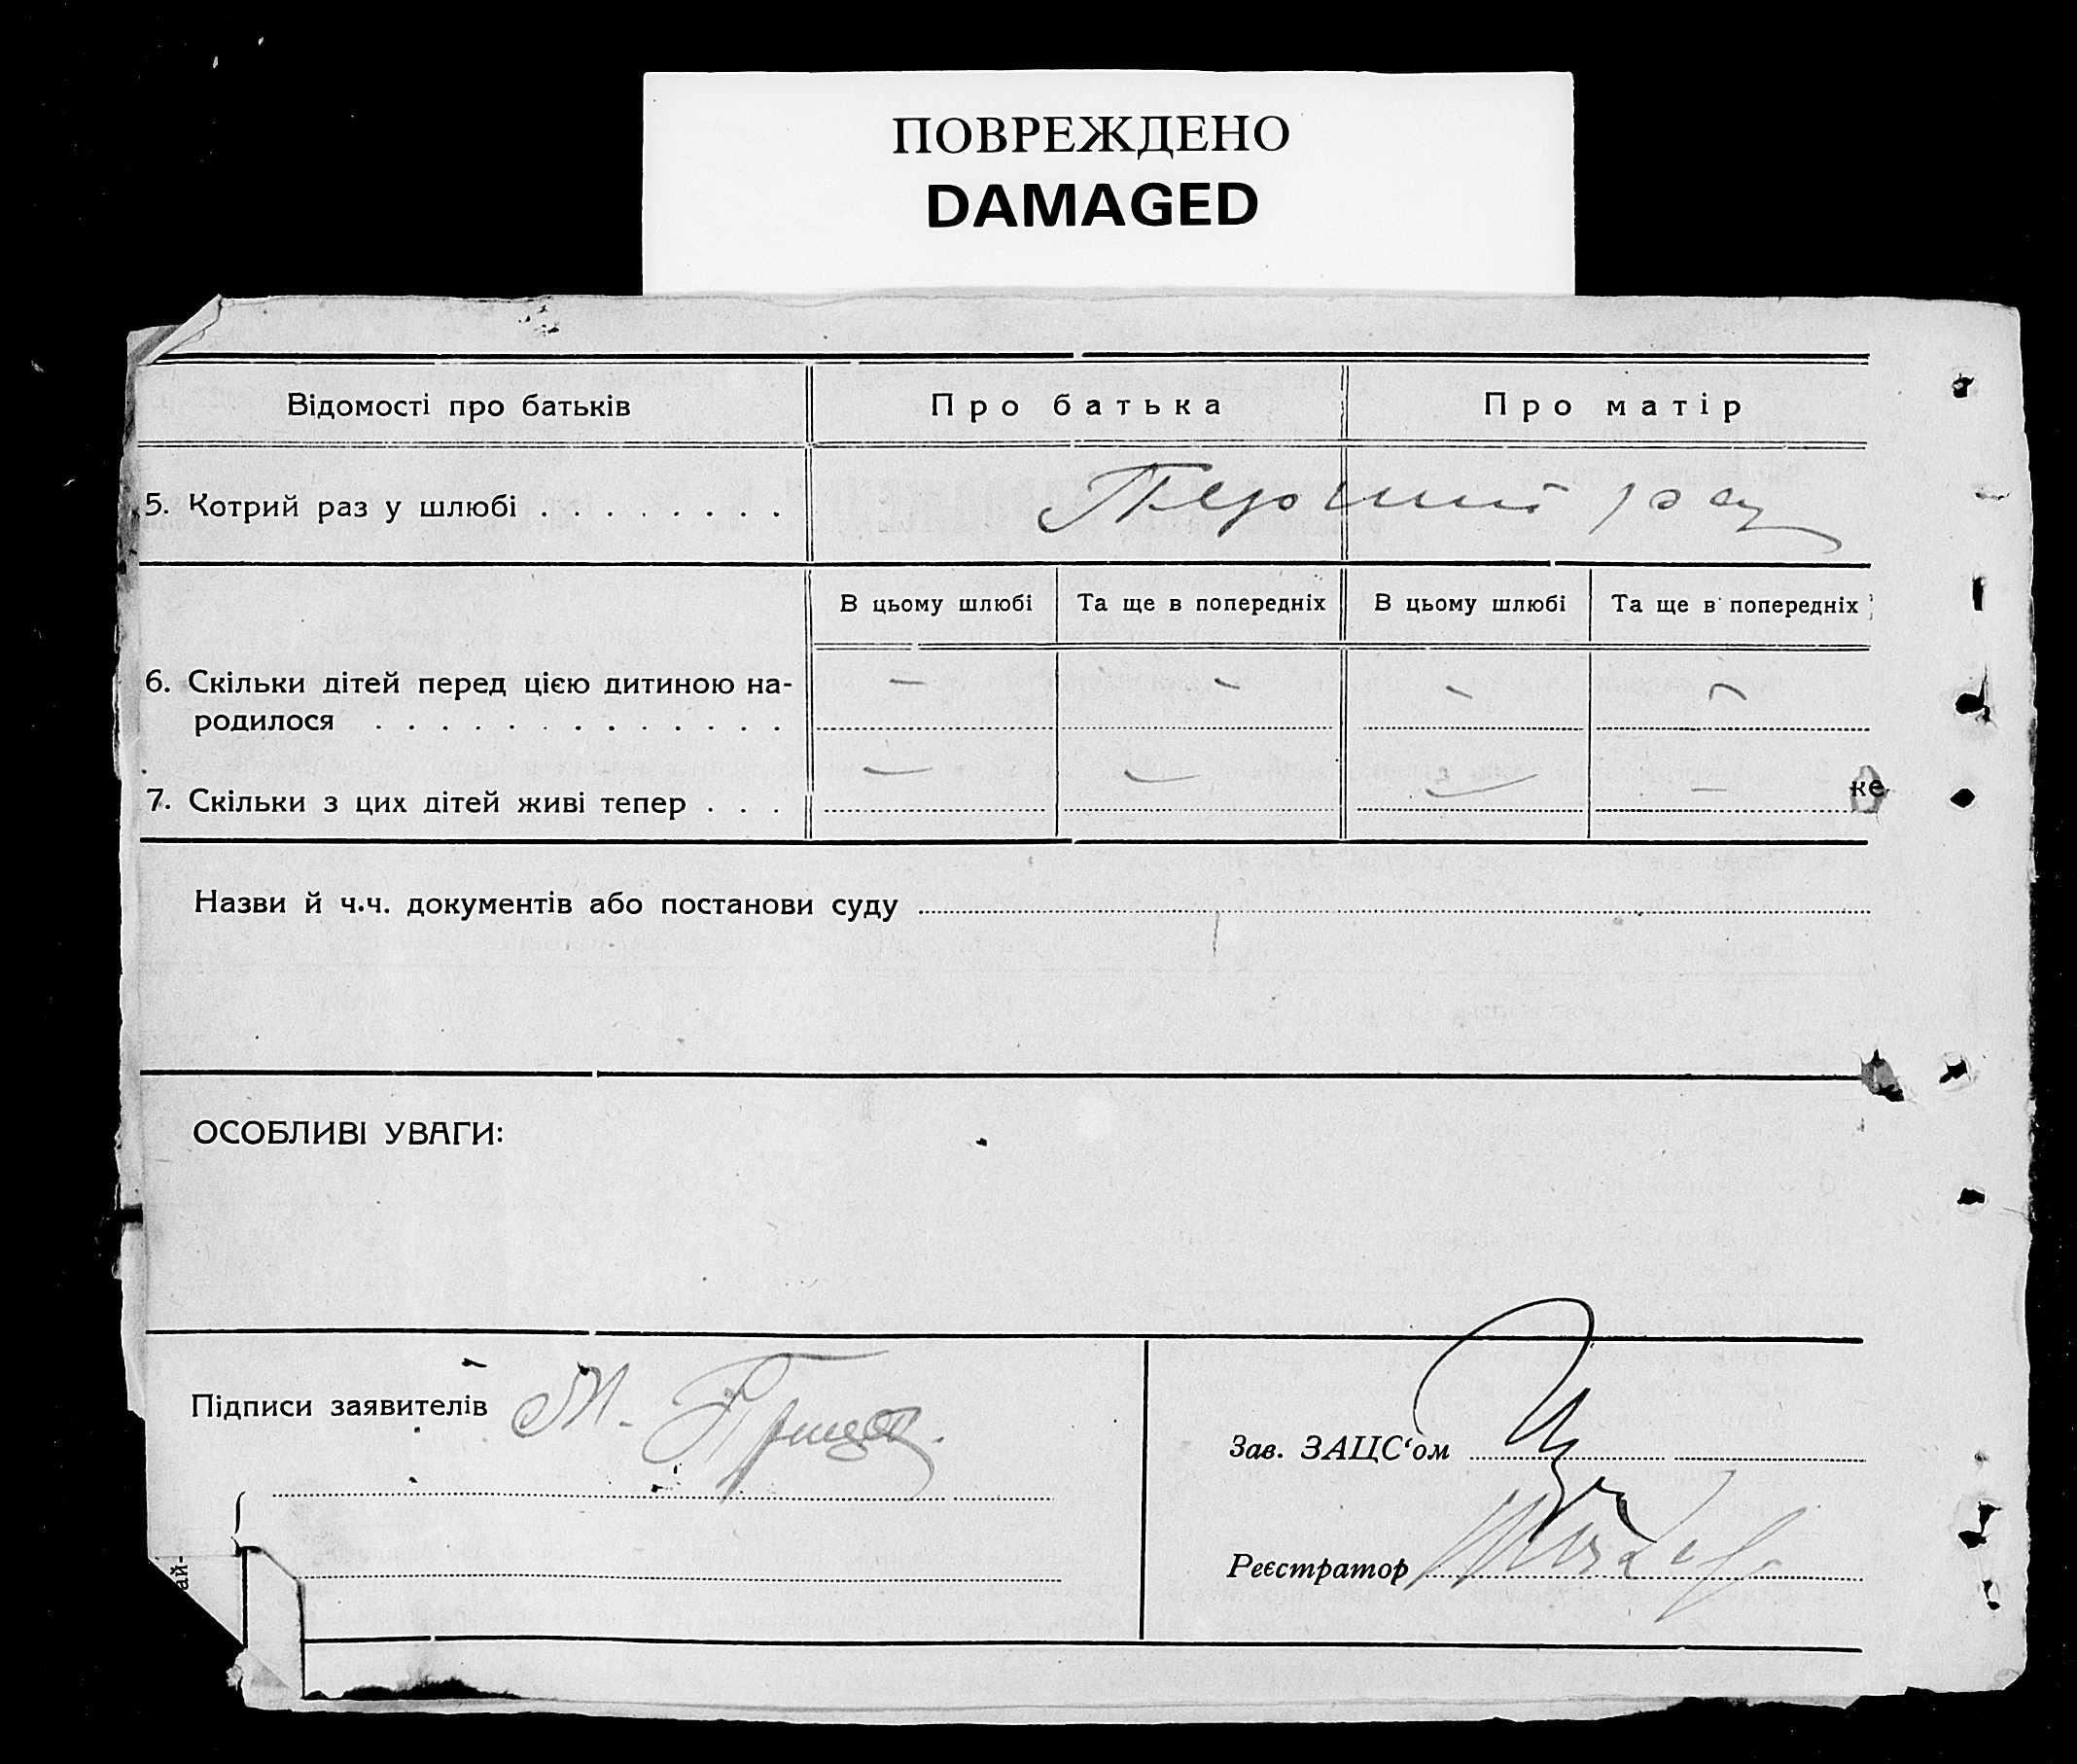 ПОВРЕЖДЕНО
DAMAGED
Відомості про батьків
Про батька
Про матір
5. Котрий раз у шлюбі . . . . . . . .
Перший раз
В цьому шлюбі
Та ще в попередніх
В цьому шлюбі
Та ще в попередніх
6. Скільки дітей перед цією дитиною на-
родилося . . . . . . . . . . . . .
— — — —
7. Скільки з цих дітей живі тепер . . .
— — — —
ке
Назви й ч.ч. документів або постанови суду
ОСОБЛИВІ УВАГИ:
Підписи заявителів
Зав. ЗАЦС‘ом
Реєстратор
ай-